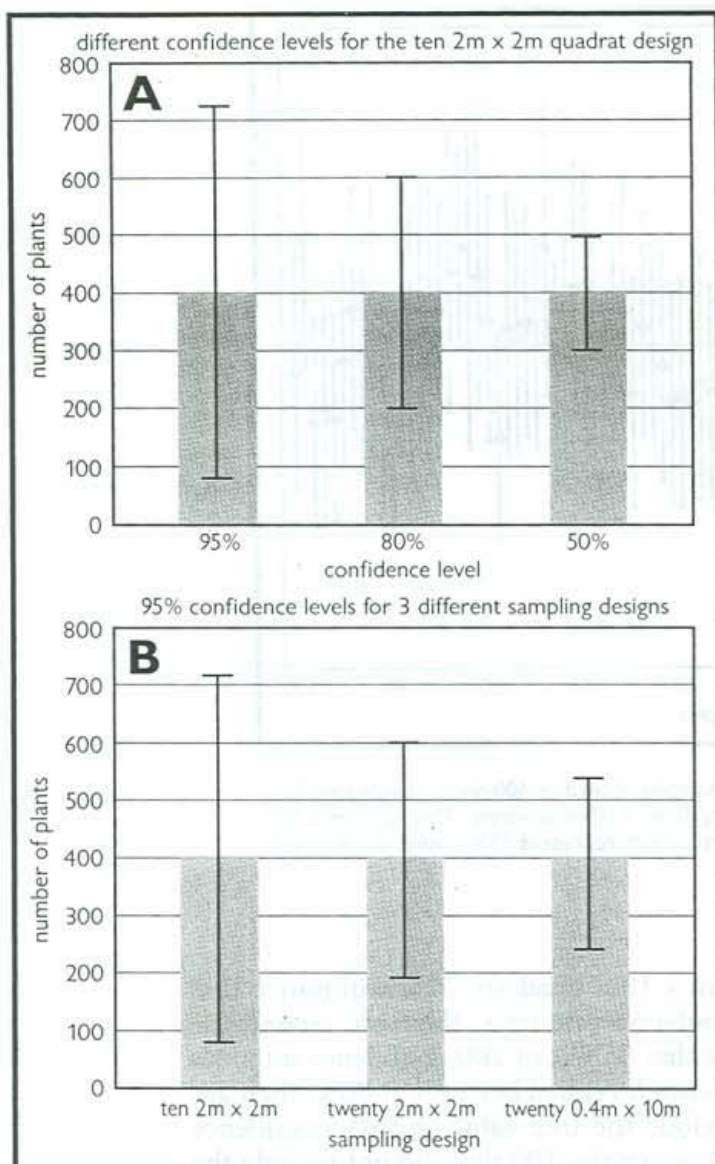 different confidence levels for the ten 2m x 2m quadrat design
A
800
700
600
500
400
300
200
100
0
number of plants
95% 80% 50%
confidence level
95% confidence levels for 3 different sampling designs
B
800
700
600
500
400
300
200
100
0
number of plants
ten 2m x 2m twenty 2m x 2m twenty 0.4m x 10m
sampling design